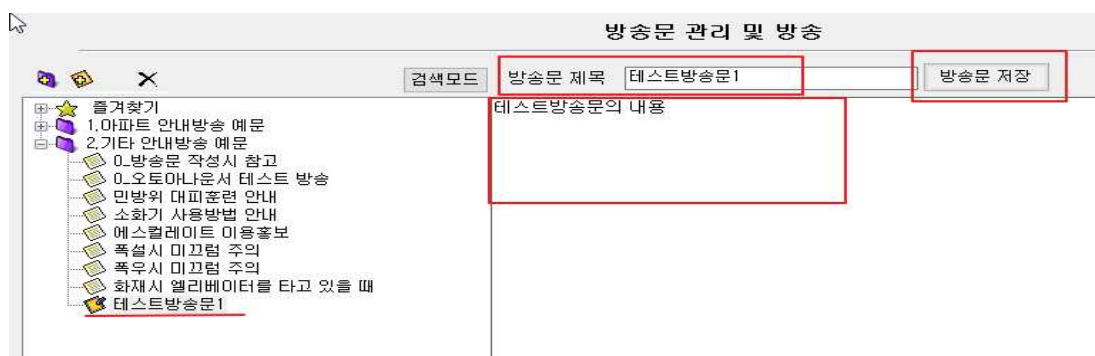 방송문 관리 및 방송
검색모드 방송문 제목 테스트방송문1 방송문 저장
즐겨찾기
1.아파트 안내방송 예문
2.기타 안내방송 예문
0_방송문 작성시 참고
0_오토아나운서 테스트 방송
민방위 대피훈련 안내
소화기 사용방법 안내
에스컬레이트 이용홍보
폭설시 미끄럼 주의
폭우시 미끄럼 주의
화재시 엘리베이터를 타고 있을 때
테스트방송문1
테스트방송문의 내용